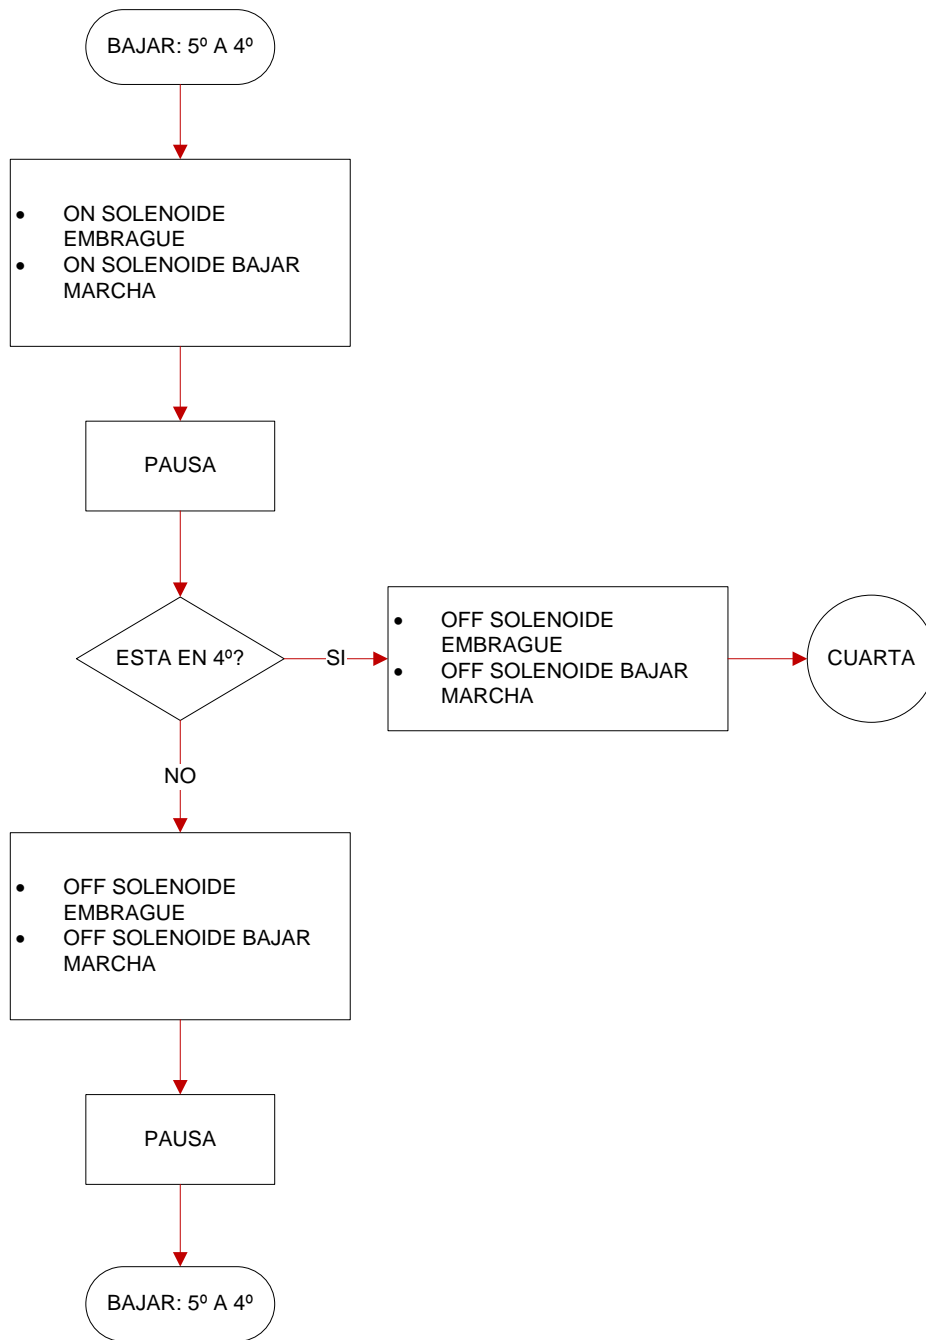 BAJAR: 5º A 4º
• ON SOLENOIDE
EMBRAGUE
• ON SOLENOIDE BAJAR
MARCHA
PAUSA
ESTA EN 4º?
SI
• OFF SOLENOIDE
EMBRAGUE
• OFF SOLENOIDE BAJAR
MARCHA
CUARTA
NO
• OFF SOLENOIDE
EMBRAGUE
• OFF SOLENOIDE BAJAR
MARCHA
PAUSA
BAJAR: 5º A 4º